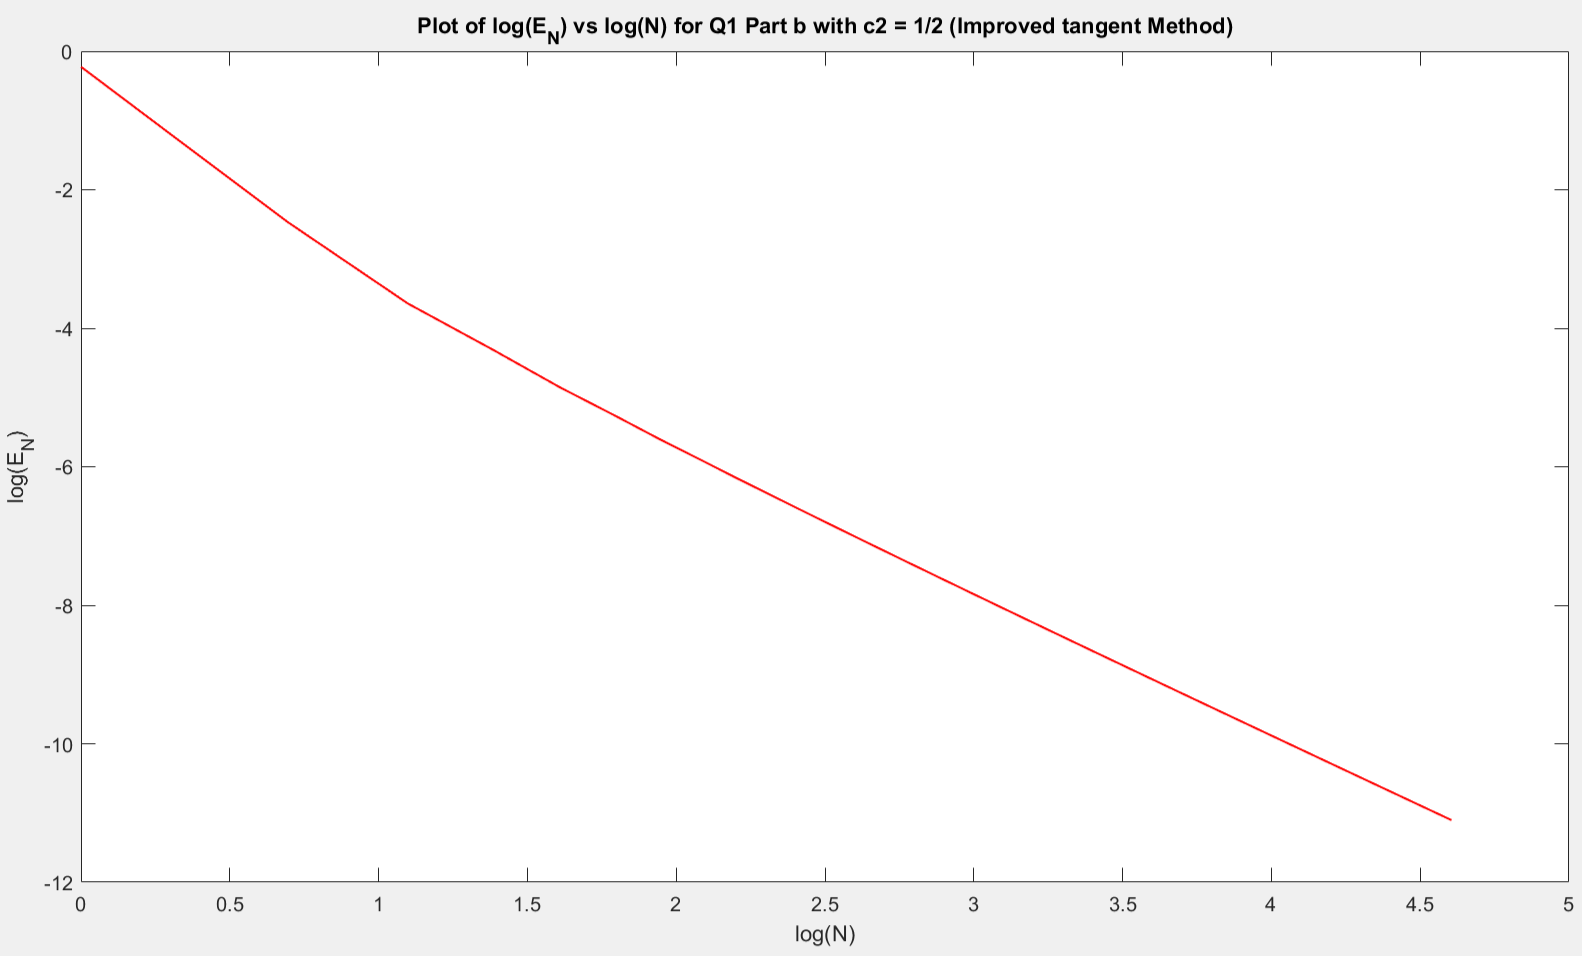 Plot of log(E_N) vs log(N) for Q1 Part b with c2 = 1/2 (Improved tangent Method)
0
-2
-4
-6
-8
-10
-12
log(E_N)
0 0.5 1 1.5 2 2.5 3 3.5 4 4.5 5
log(N)